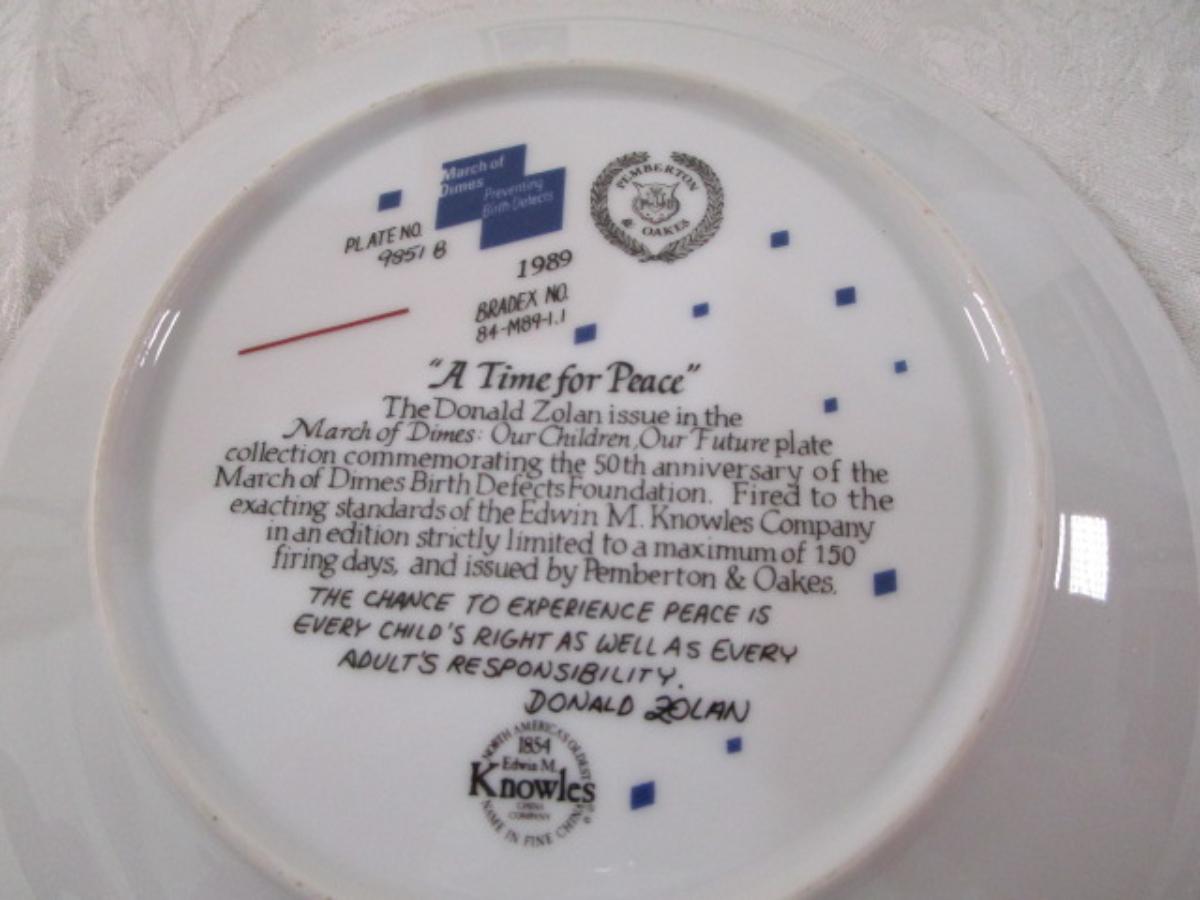 March of
Dimes
Preventing
Birth Defects
PEMBERTON
& OAKES
PLATE NO.
9851 B
1989
BRADEX NO.
84-M89-1.1
"A Time for Peace"
The Donald Zolan issue in the
March of Dimes: Our Children, Our Future plate
collection commemorating the 50th anniversary of the
March of Dimes Birth Defects Foundation. Fired to the
exacting standards of the Edwin M. Knowles Company
in an edition strictly limited to a maximum of 150
firing days, and issued by Pemberton & Oakes.
THE CHANCE TO EXPERIENCE PEACE IS
EVERY CHILD'S RIGHT AS WELL AS EVERY
ADULT'S RESPONSIBILITY.
DONALD ZOLAN
NORTH AMERICA'S OLDEST
1854
Edwin M.
Knowles
CHINA
COMPANY
NAME IN FINE CHINA